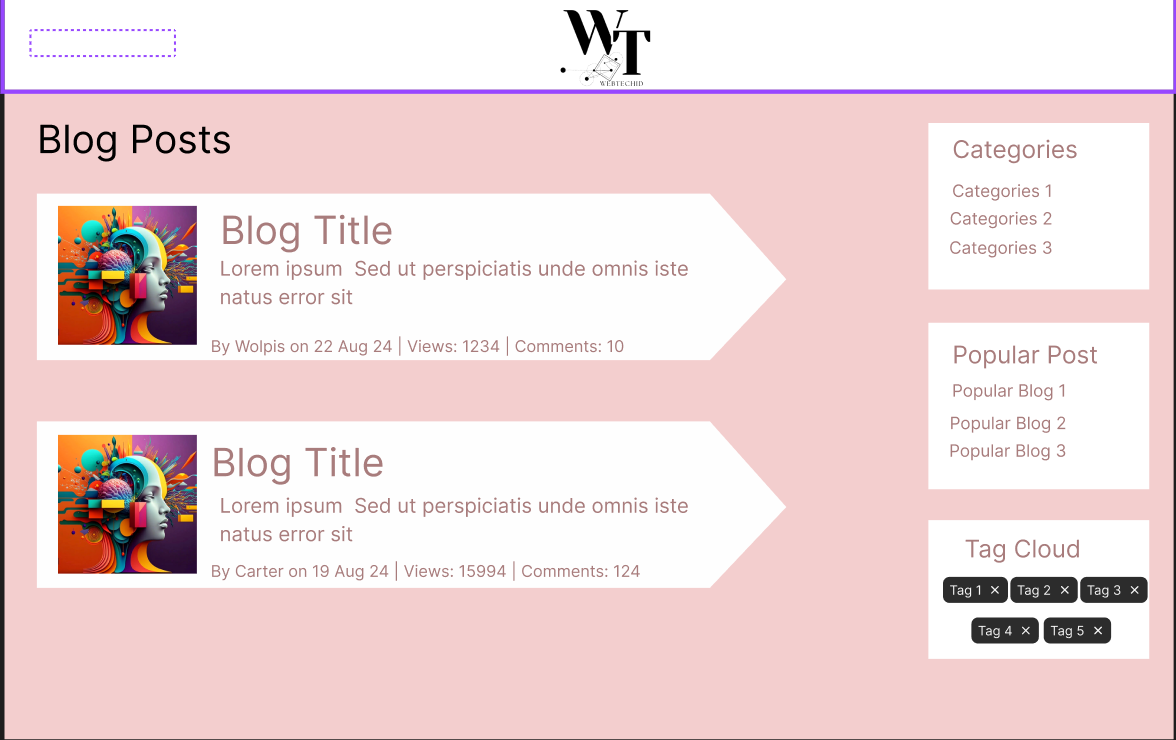 WT
WEBTECHID
Blog Posts
Blog Title
Lorem ipsum  Sed ut perspiciatis unde omnis iste
natus error sit
By Wolpis on 22 Aug 24 | Views: 1234 | Comments: 10
Blog Title
Lorem ipsum  Sed ut perspiciatis unde omnis iste
natus error sit
By Carter on 19 Aug 24 | Views: 15994 | Comments: 124
Categories
Categories 1
Categories 2
Categories 3
Popular Post
Popular Blog 1
Popular Blog 2
Popular Blog 3
Tag Cloud
Tag 1 × Tag 2 × Tag 3 ×
Tag 4 × Tag 5 ×